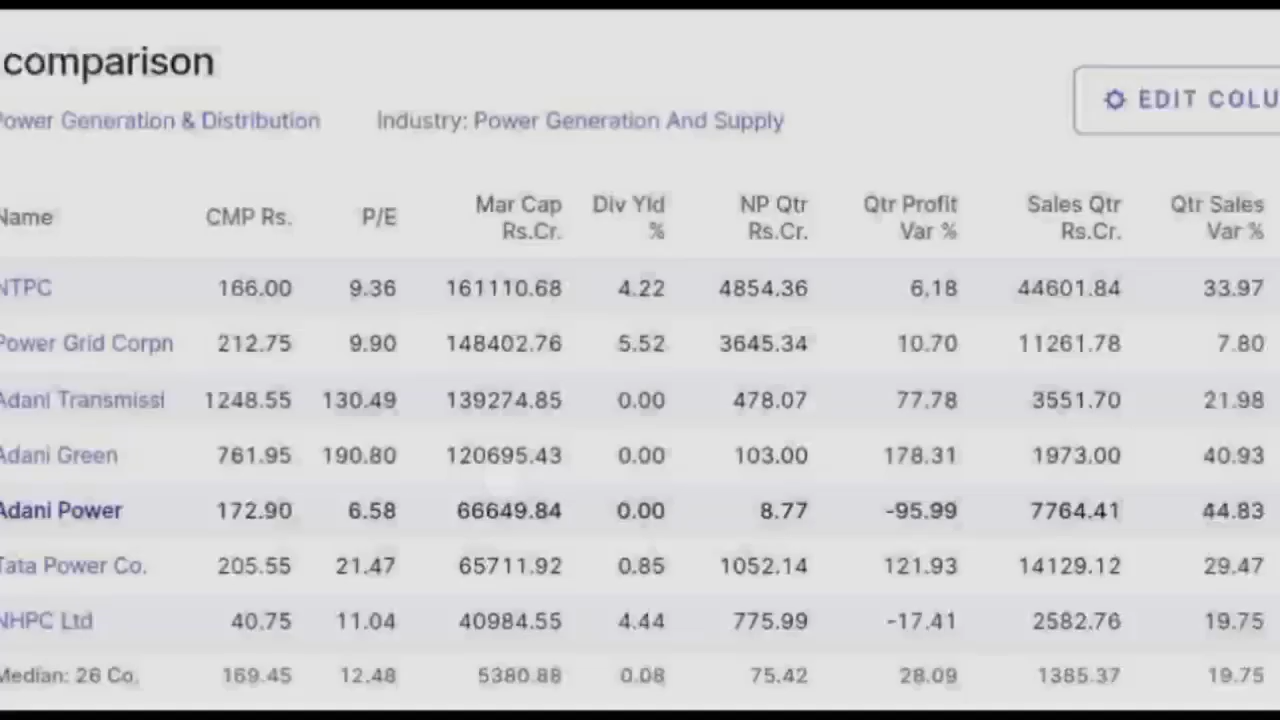 comparison
Power Generation & Distribution Industry: Power Generation And Supply
EDIT COLU
Name CMP Rs. P/E Mar Cap Rs.Cr. Div Yld % NP Qtr Rs.Cr. Qtr Profit Var % Sales Qtr Rs.Cr. Qtr Sales Var %
NTPC 166.00 9.36 161110.68 4.22 4854.36 6.18 44601.84 33.97
Power Grid Corpn 212.75 9.90 148402.76 5.52 3645.34 10.70 11261.78 7.80
Adani Transmissi 1248.55 130.49 139274.85 0.00 478.07 77.78 3551.70 21.98
Adani Green 761.95 190.80 120695.43 0.00 103.00 178.31 1973.00 40.93
Adani Power 172.90 6.58 66649.84 0.00 8.77 -95.99 7764.41 44.83
Tata Power Co. 205.55 21.47 65711.92 0.85 1052.14 121.93 14129.12 29.47
NHPC Ltd 40.75 11.04 40984.55 4.44 775.99 -17.41 2582.76 19.75
Median: 26 Co. 169.45 12.48 5380.88 0.08 75.42 28.09 1385.37 19.75